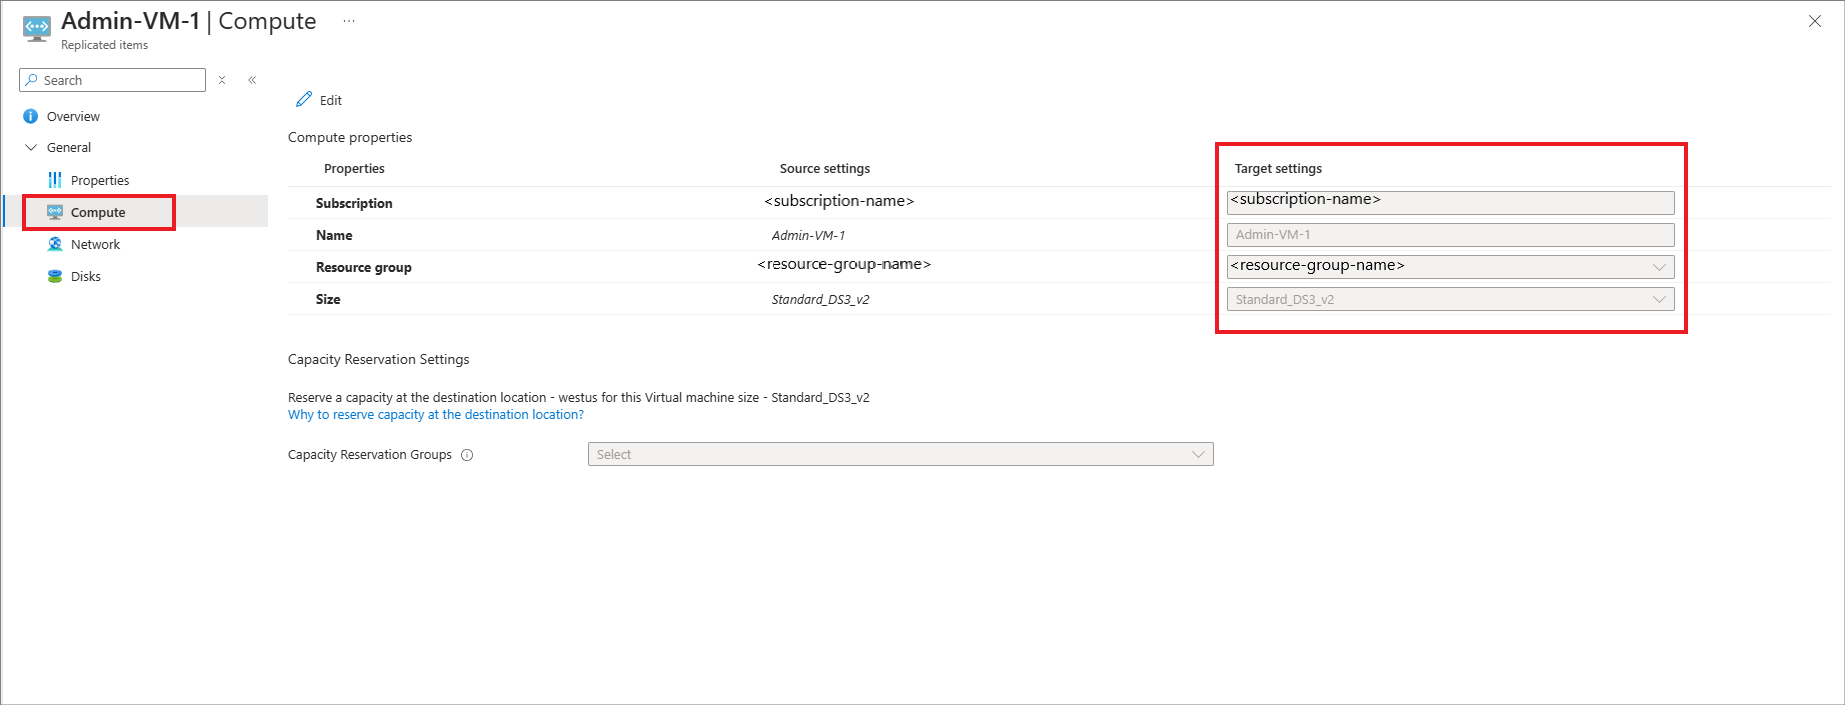 Admin-VM-1 | Compute ...
Replicated items
Search
Overview
General
Properties
Compute
Network
Disks
Edit
Compute properties
Properties Source settings Target settings
Subscription <subscription-name> <subscription-name>
Name Admin-VM-1 Admin-VM-1
Resource group <resource-group-name> <resource-group-name>
Size Standard_DS3_v2 Standard_DS3_v2
Capacity Reservation Settings
Reserve a capacity at the destination location - westus for this Virtual machine size - Standard_DS3_v2
Why to reserve capacity at the destination location?
Capacity Reservation Groups Select